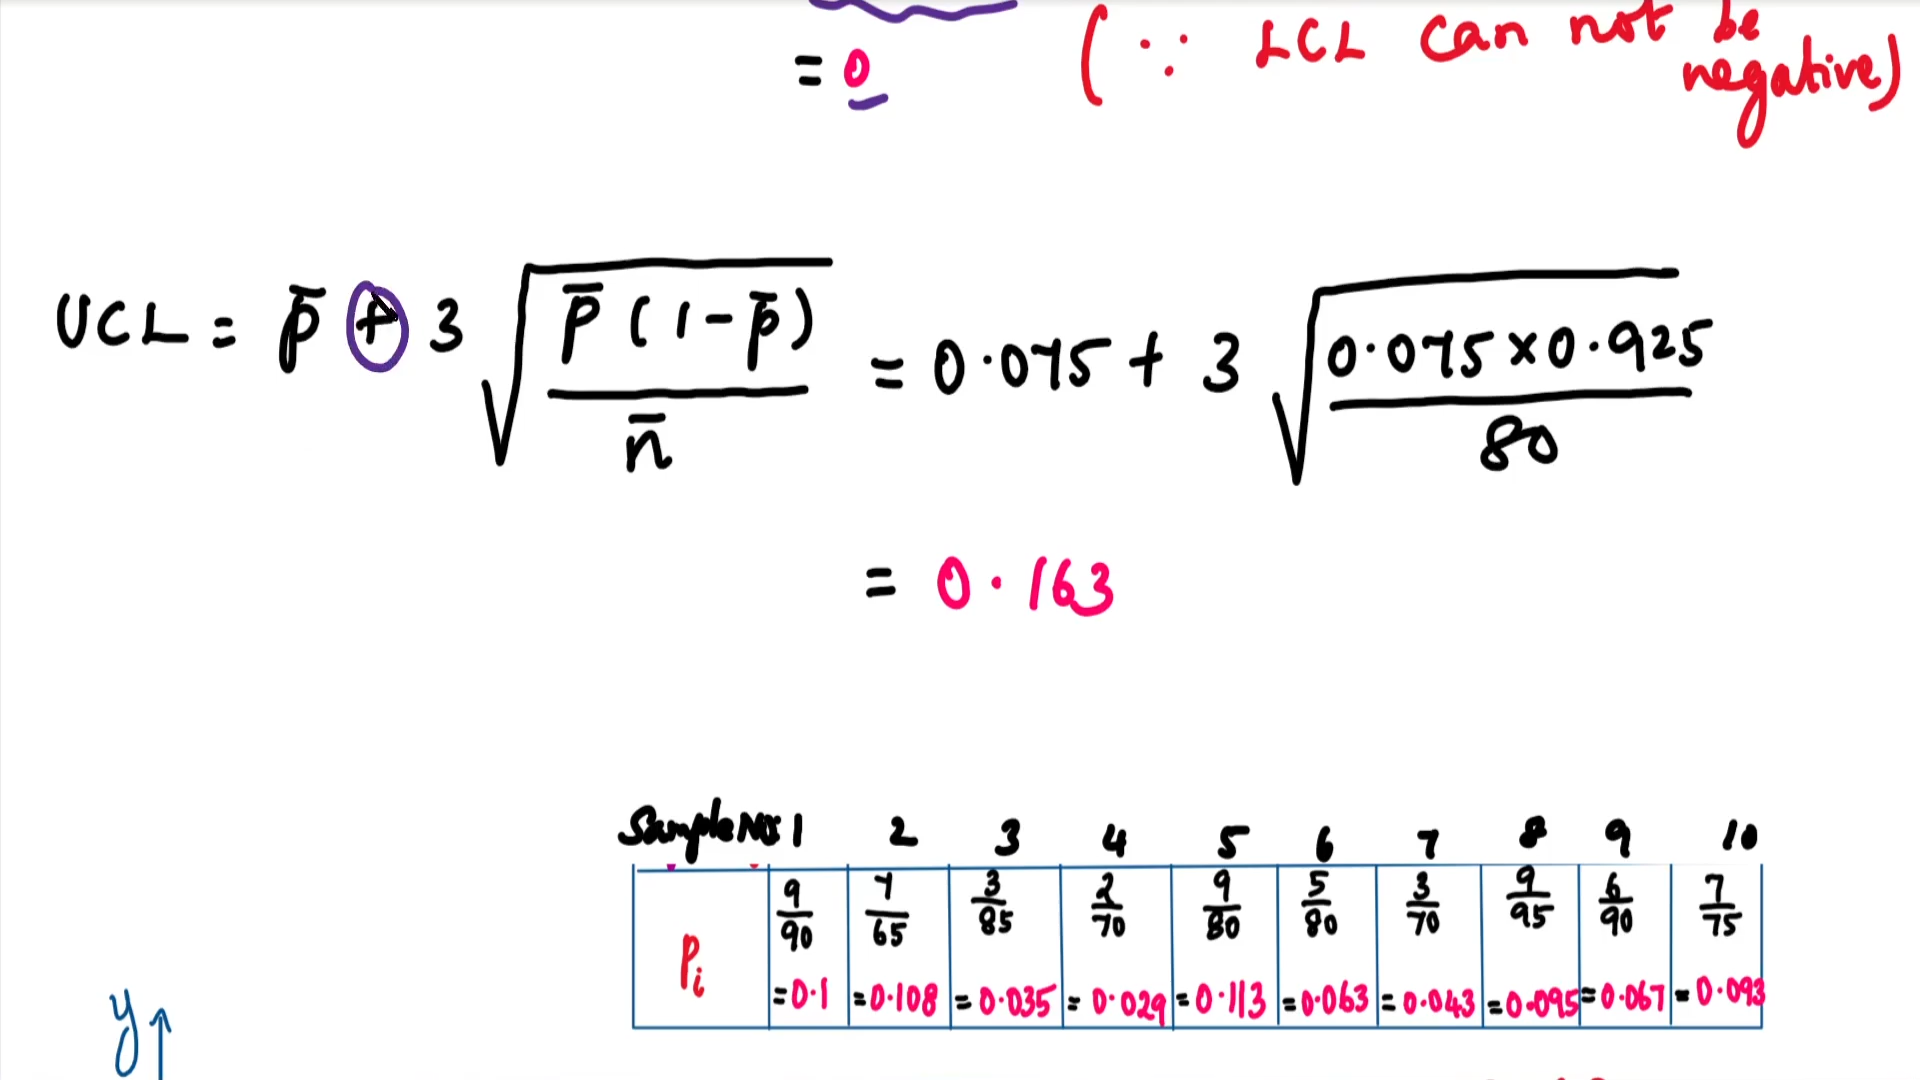 = 0 (∵ LCL can not be negative)
UCL = p̄ + 3 √(p̄(1-p̄)/n̄) = 0.075 + 3 √(0.075×0.925/80)
= 0.163
Sample No: 1 2 3 4 5 6 7 8 9 10
Pi 9/90 7/65 3/85 2/70 9/80 5/80 3/70 9/95 6/90 7/75
=0.1 =0.108 =0.035 =0.029 =0.113 =0.063 =0.043 =0.095 =0.067 =0.093
y↑